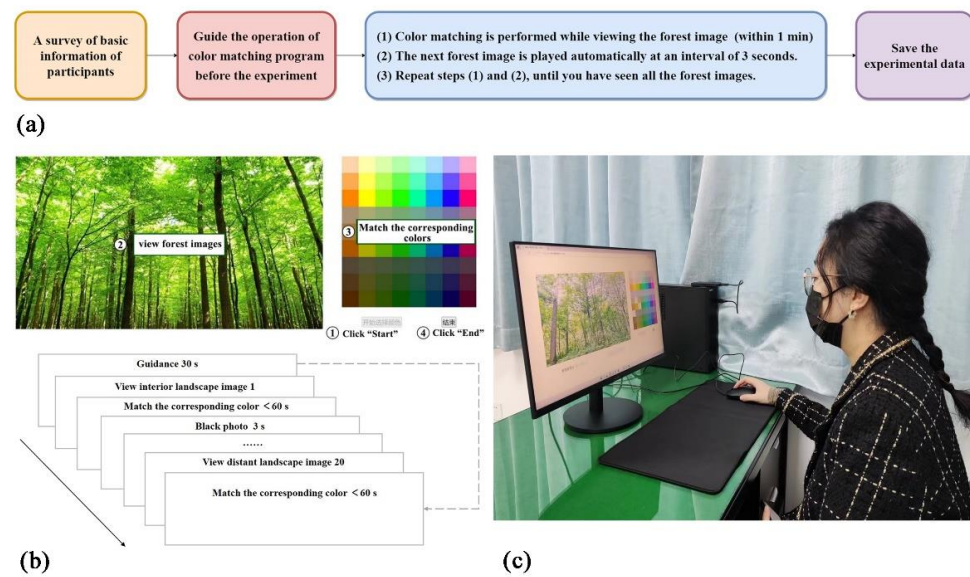 A survey of basic
information of
participants
Guide the operation of
color matching program
before the experiment
(1) Color matching is performed while viewing the forest image (within 1 min)
(2) The next forest image is played automatically at an interval of 3 seconds.
(3) Repeat steps (1) and (2), until you have seen all the forest images.
Save the
experimental data
(a)
② view forest images
③ Match the corresponding
colors
结束
① Click “Start”
④ Click “End”
Guidance 30 s
View interior landscape image 1
Match the corresponding color ＜60 s
Black photo 3 s
……
View distant landscape image 20
Match the corresponding color ＜60 s
(b)
(c)